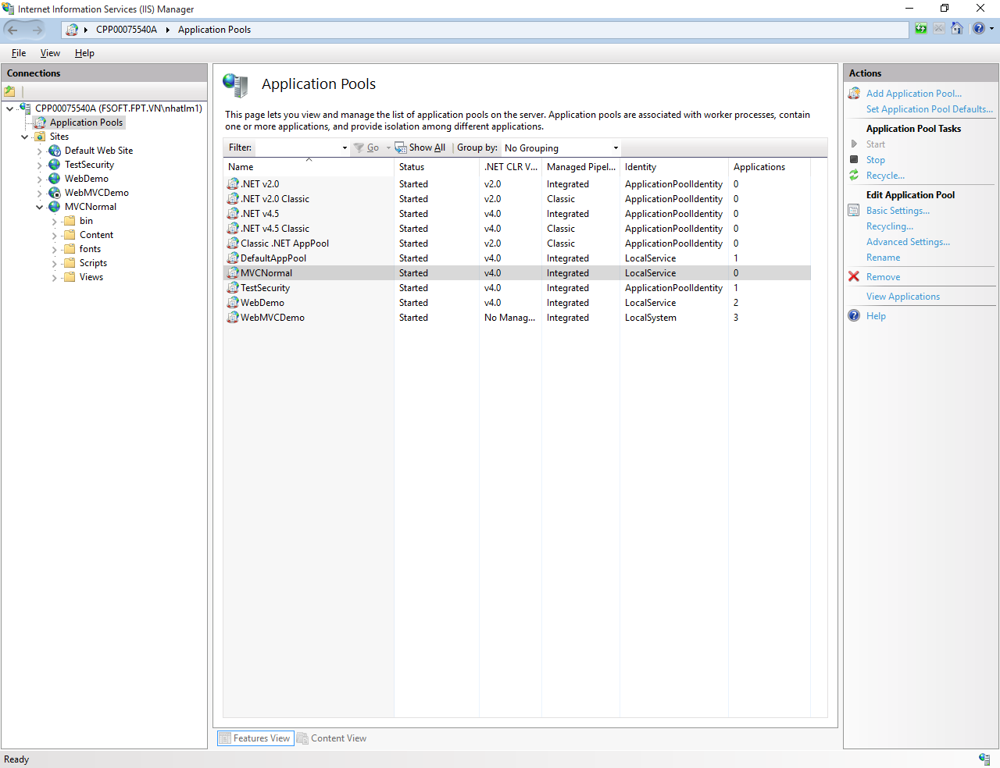 Internet Information Services (IIS) Manager
CPP00075540A Application Pools
File View Help
Connections
CPP00075540A (FSOFT.FPT.VN\nhatlm1)
Application Pools
Sites
Default Web Site
TestSecurity
WebDemo
WebMVCDemo
MVCNormal
bin
Content
fonts
Scripts
Views
Application Pools
This page lets you view and manage the list of application pools on the server. Application pools are associated with worker processes, contain
one or more applications, and provide isolation among different applications.
Filter: Go Show All Group by: No Grouping
Name Status .NET CLR V... Managed Pipel... Identity Applications
.NET v2.0 Started v2.0 Integrated ApplicationPoolIdentity 0
.NET v2.0 Classic Started v2.0 Classic ApplicationPoolIdentity 0
.NET v4.5 Started v4.0 Integrated ApplicationPoolIdentity 0
.NET v4.5 Classic Started v4.0 Classic ApplicationPoolIdentity 0
Classic .NET AppPool Started v2.0 Classic ApplicationPoolIdentity 0
DefaultAppPool Started v4.0 Integrated LocalService 1
MVCNormal Started v4.0 Integrated LocalService 0
TestSecurity Started v4.0 Integrated ApplicationPoolIdentity 1
WebDemo Started v4.0 Integrated LocalService 2
WebMVCDemo Started No Manag... Integrated LocalSystem 3
Features View Content View
Actions
Add Application Pool...
Set Application Pool Defaults...
Application Pool Tasks
Start
Stop
Recycle...
Edit Application Pool
Basic Settings...
Recycling...
Advanced Settings...
Rename
Remove
View Applications
Help
Ready